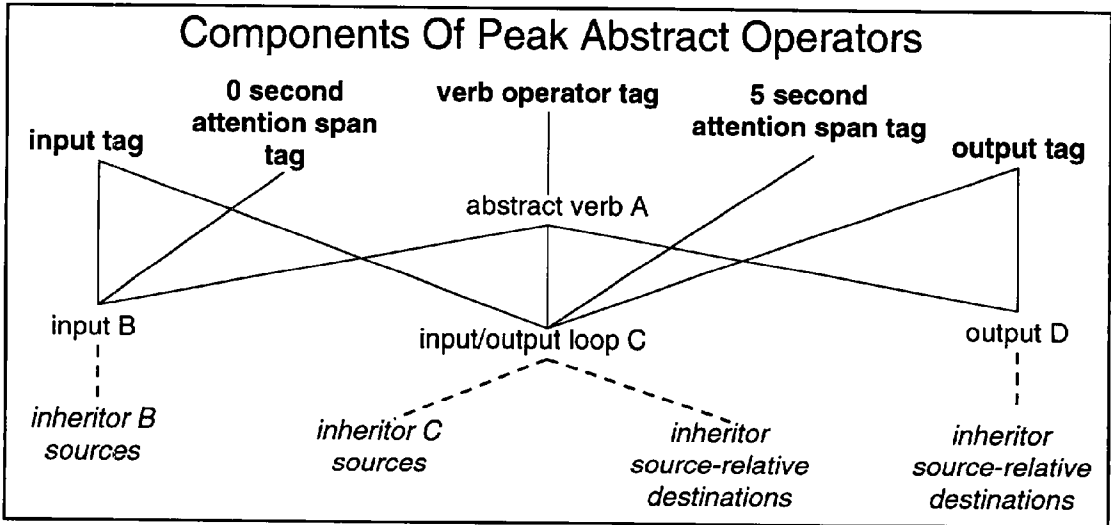 Components Of Peak Abstract Operators
0 second
attention span
tag
verb operator tag
5 second
attention span tag
input tag
output tag
abstract verb A
input B
input/output loop C
output D
inheritor B
sources
inheritor C
sources
inheritor
source-relative
destinations
inheritor
source-relative
destinations